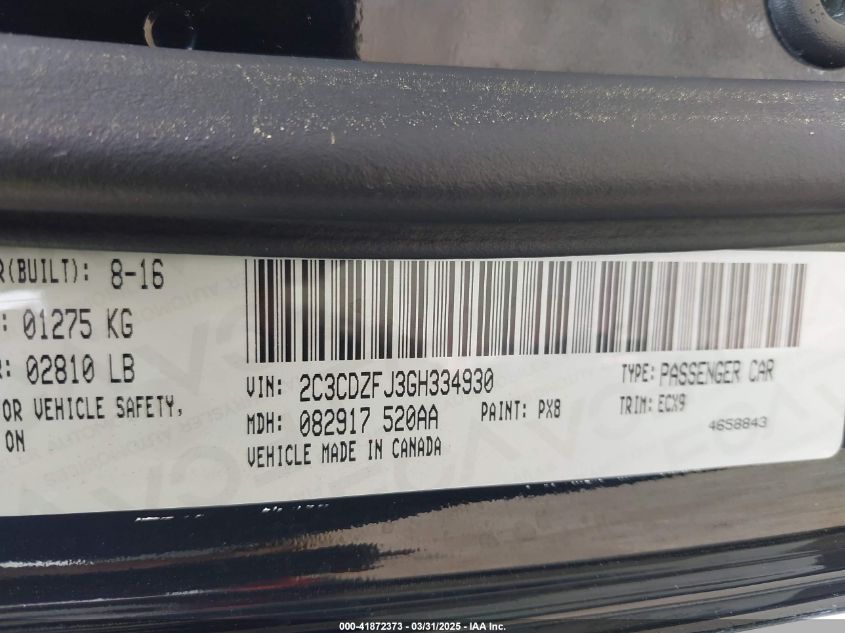 R(BUILT): 8-16
: 01275 KG
R: 02810 LB
OR VEHICLE SAFETY,
ON
VIN: 2C3CDZFJ3GH334930
TYPE: PASSENGER CAR
MDH: 082917 520AA
PAINT: PX8
TRIM: ECX9
VEHICLE MADE IN CANADA
4658843
000-41872373 - 03/31/2025 - IAA Inc.